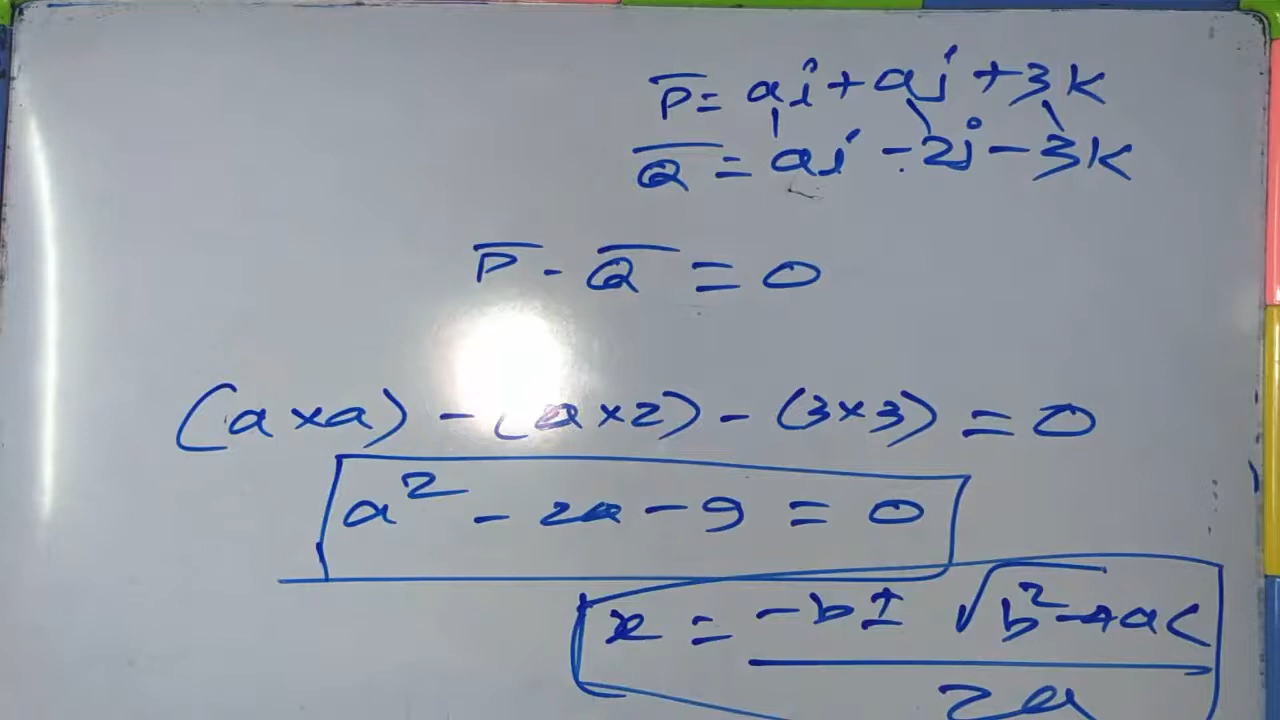 P̅ = ai + aj + 3k
Q̅ = ai - 2j - 3k
P̅ - Q̅ = 0
(a×a) - (a×2) - (3×3) = 0
a² - 2a - 9 = 0
x = -b ± √b²-4ac
2a